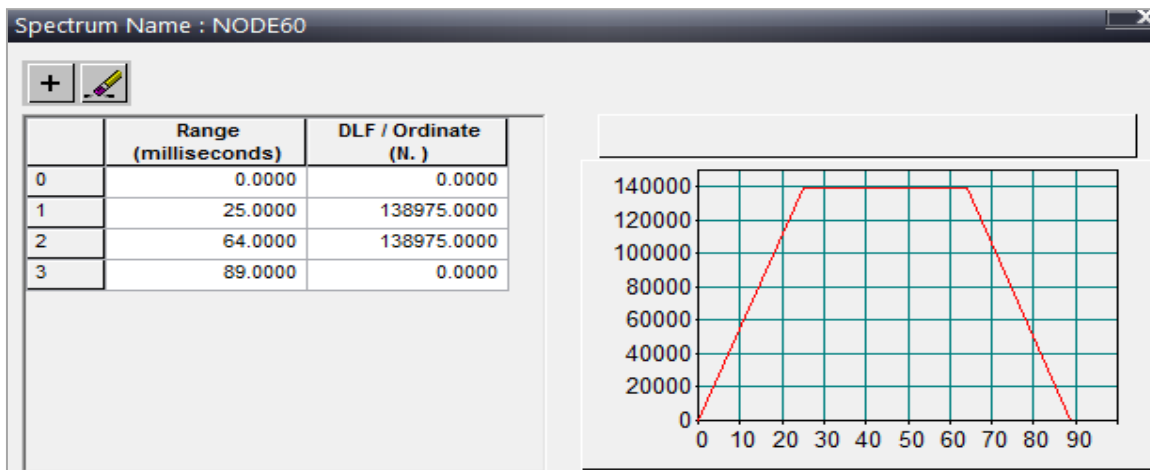 Spectrum Name : NODE60
+
Range (milliseconds) DLF / Ordinate (N. )
0 0.0000 0.0000
1 25.0000 138975.0000
2 64.0000 138975.0000
3 89.0000 0.0000
140000
120000
100000
80000
60000
40000
20000
0
0 10 20 30 40 50 60 70 80 90